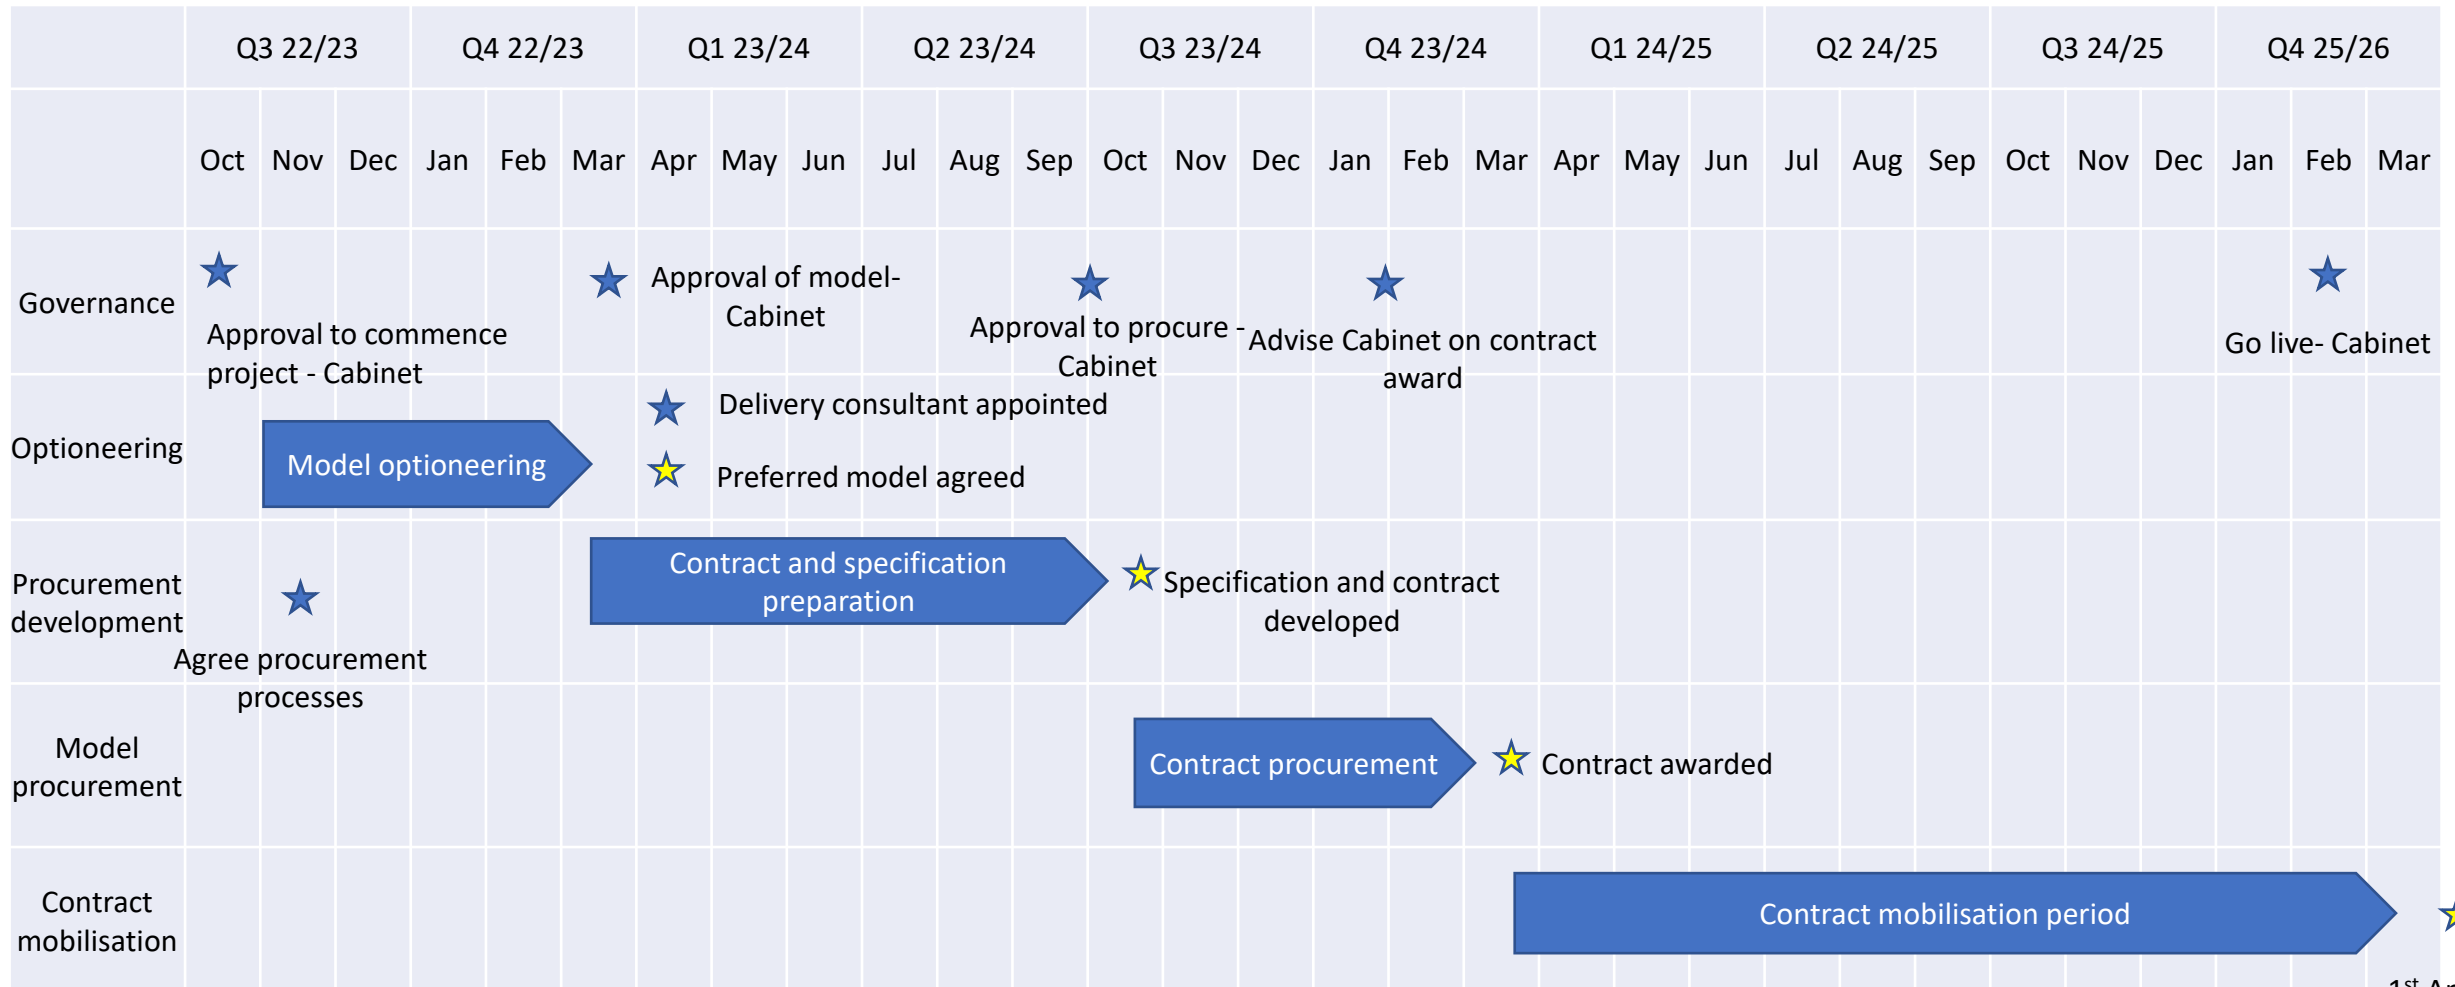 Q3 22/23 Q4 22/23 Q1 23/24 Q2 23/24 Q3 23/24 Q4 23/24 Q1 24/25 Q2 24/25 Q3 24/25 Q4 25/26
Oct Nov Dec Jan Feb Mar Apr May Jun Jul Aug Sep Oct Nov Dec Jan Feb Mar Apr May Jun Jul Aug Sep Oct Nov Dec Jan Feb Mar
Governance
Approval to commence
project - Cabinet
Approval of model-
Cabinet
Approval to procure -
Cabinet
Advise Cabinet on contract
award
Go live- Cabinet
Optioneering
Model optioneering
Delivery consultant appointed
Preferred model agreed
Procurement
development
Agree procurement
processes
Contract and specification
preparation
Specification and contract
developed
Model
procurement
Contract procurement
Contract awarded
Contract
mobilisation
Contract mobilisation period
1st